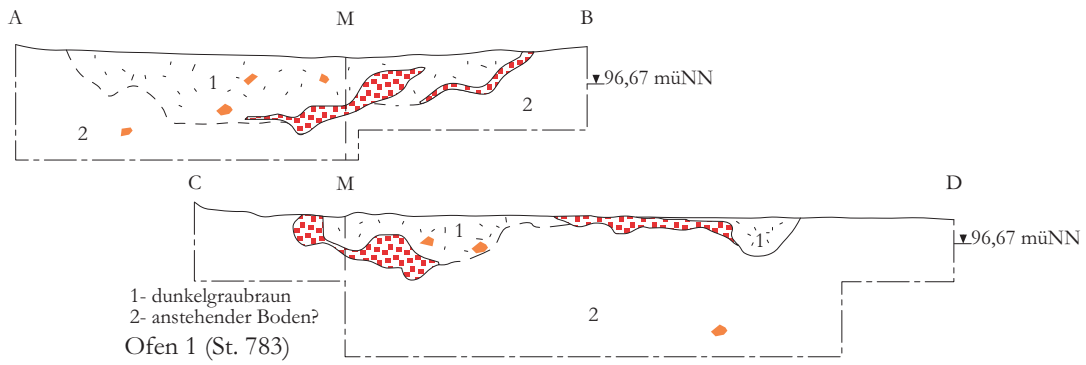 A M B
1
96,67 müNN
2
2
C M D
1
1
96,67 müNN
1- dunkelgraubraun
2- anstehender Boden?
2
Ofen 1 (St. 783)